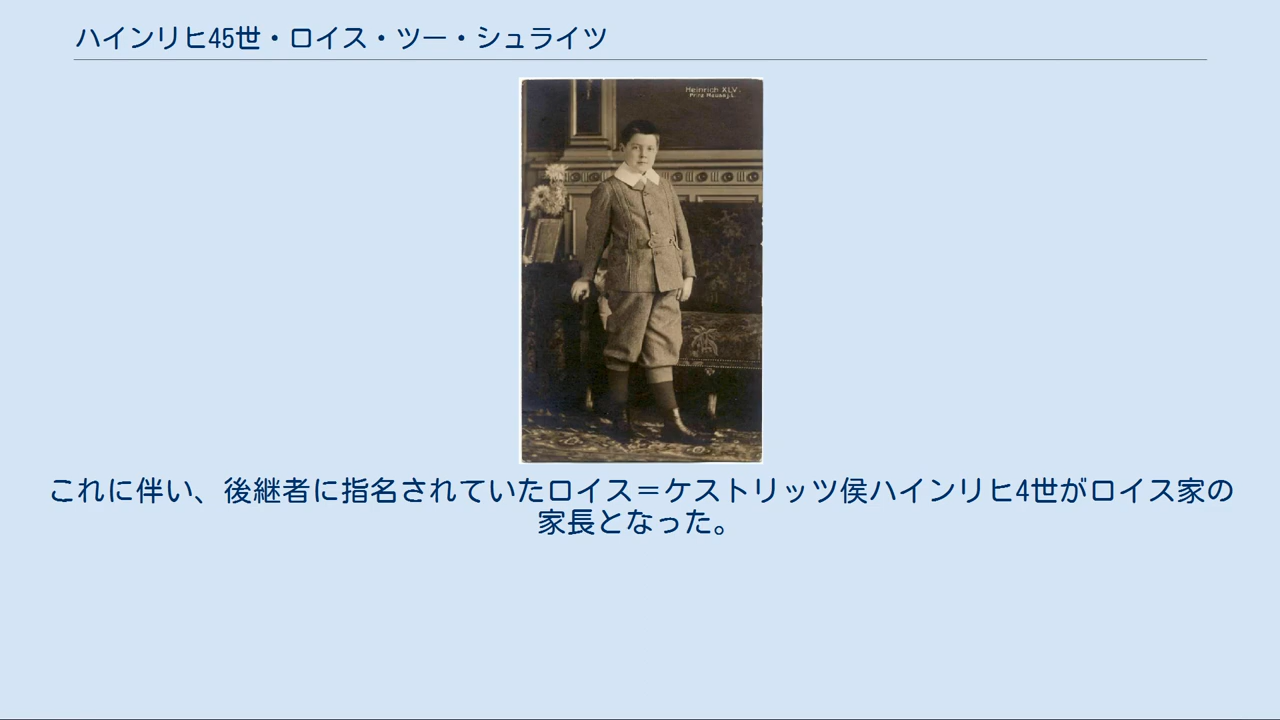 ハインリヒ45世・ロイス・ツー・シュライツ
Heinrich XLV.
これに伴い、後継者に指名されていたロイス＝ケストリッツ侯ハインリヒ4世がロイス家の
家長となった。